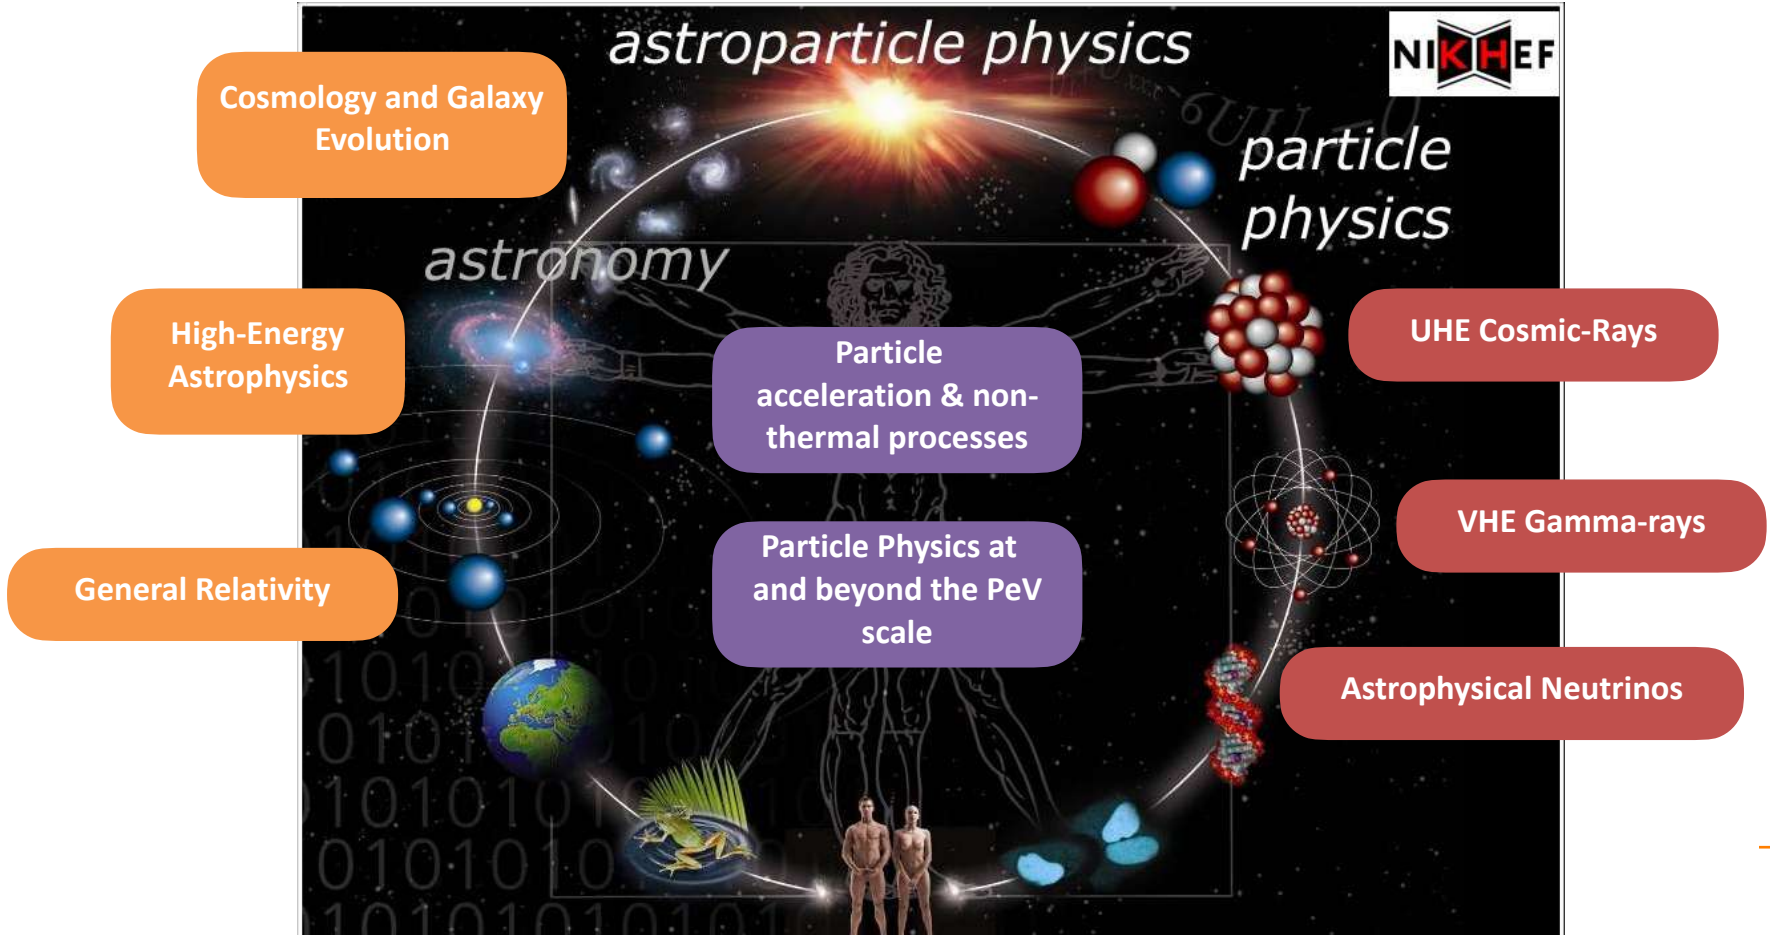 astroparticle physics
NIKHEF
Cosmology and Galaxy
Evolution
particle
physics
astronomy
High-Energy
Astrophysics
Particle
acceleration & non-
thermal processes
UHE Cosmic-Rays
VHE Gamma-rays
General Relativity
Particle Physics at
and beyond the PeV
scale
Astrophysical Neutrinos